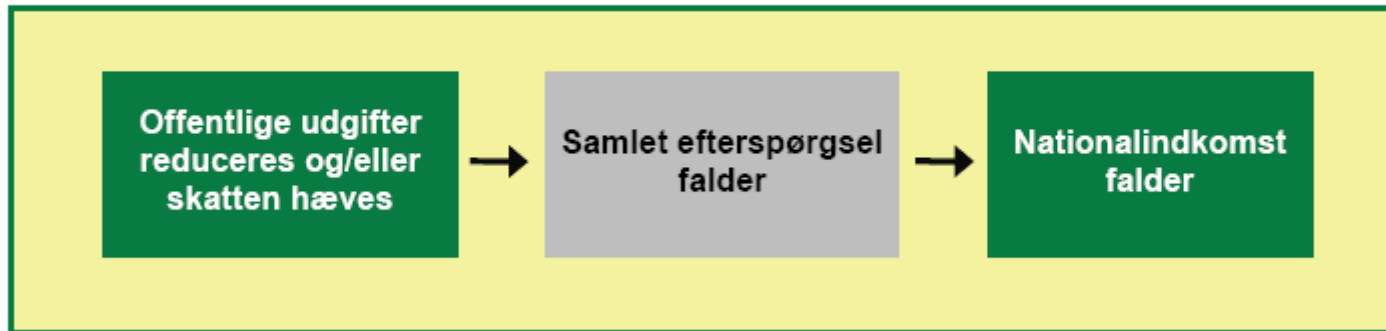 Offentlige udgifter
reduceres og/eller
skatten hæves
Samlet efterspørgsel
falder
Nationalindkomst
falder